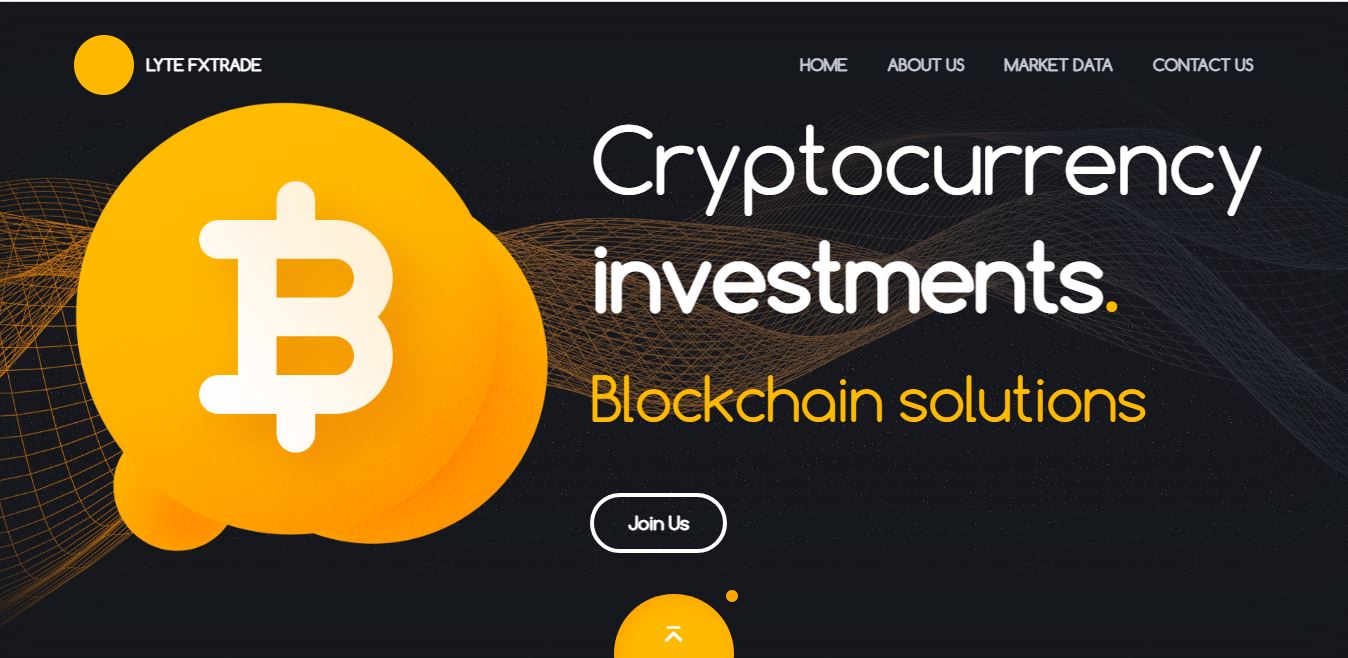 LYTE FXTRADE
HOME ABOUT US MARKET DATA CONTACT US
Cryptocurrency
investments.
Blockchain solutions
Join Us